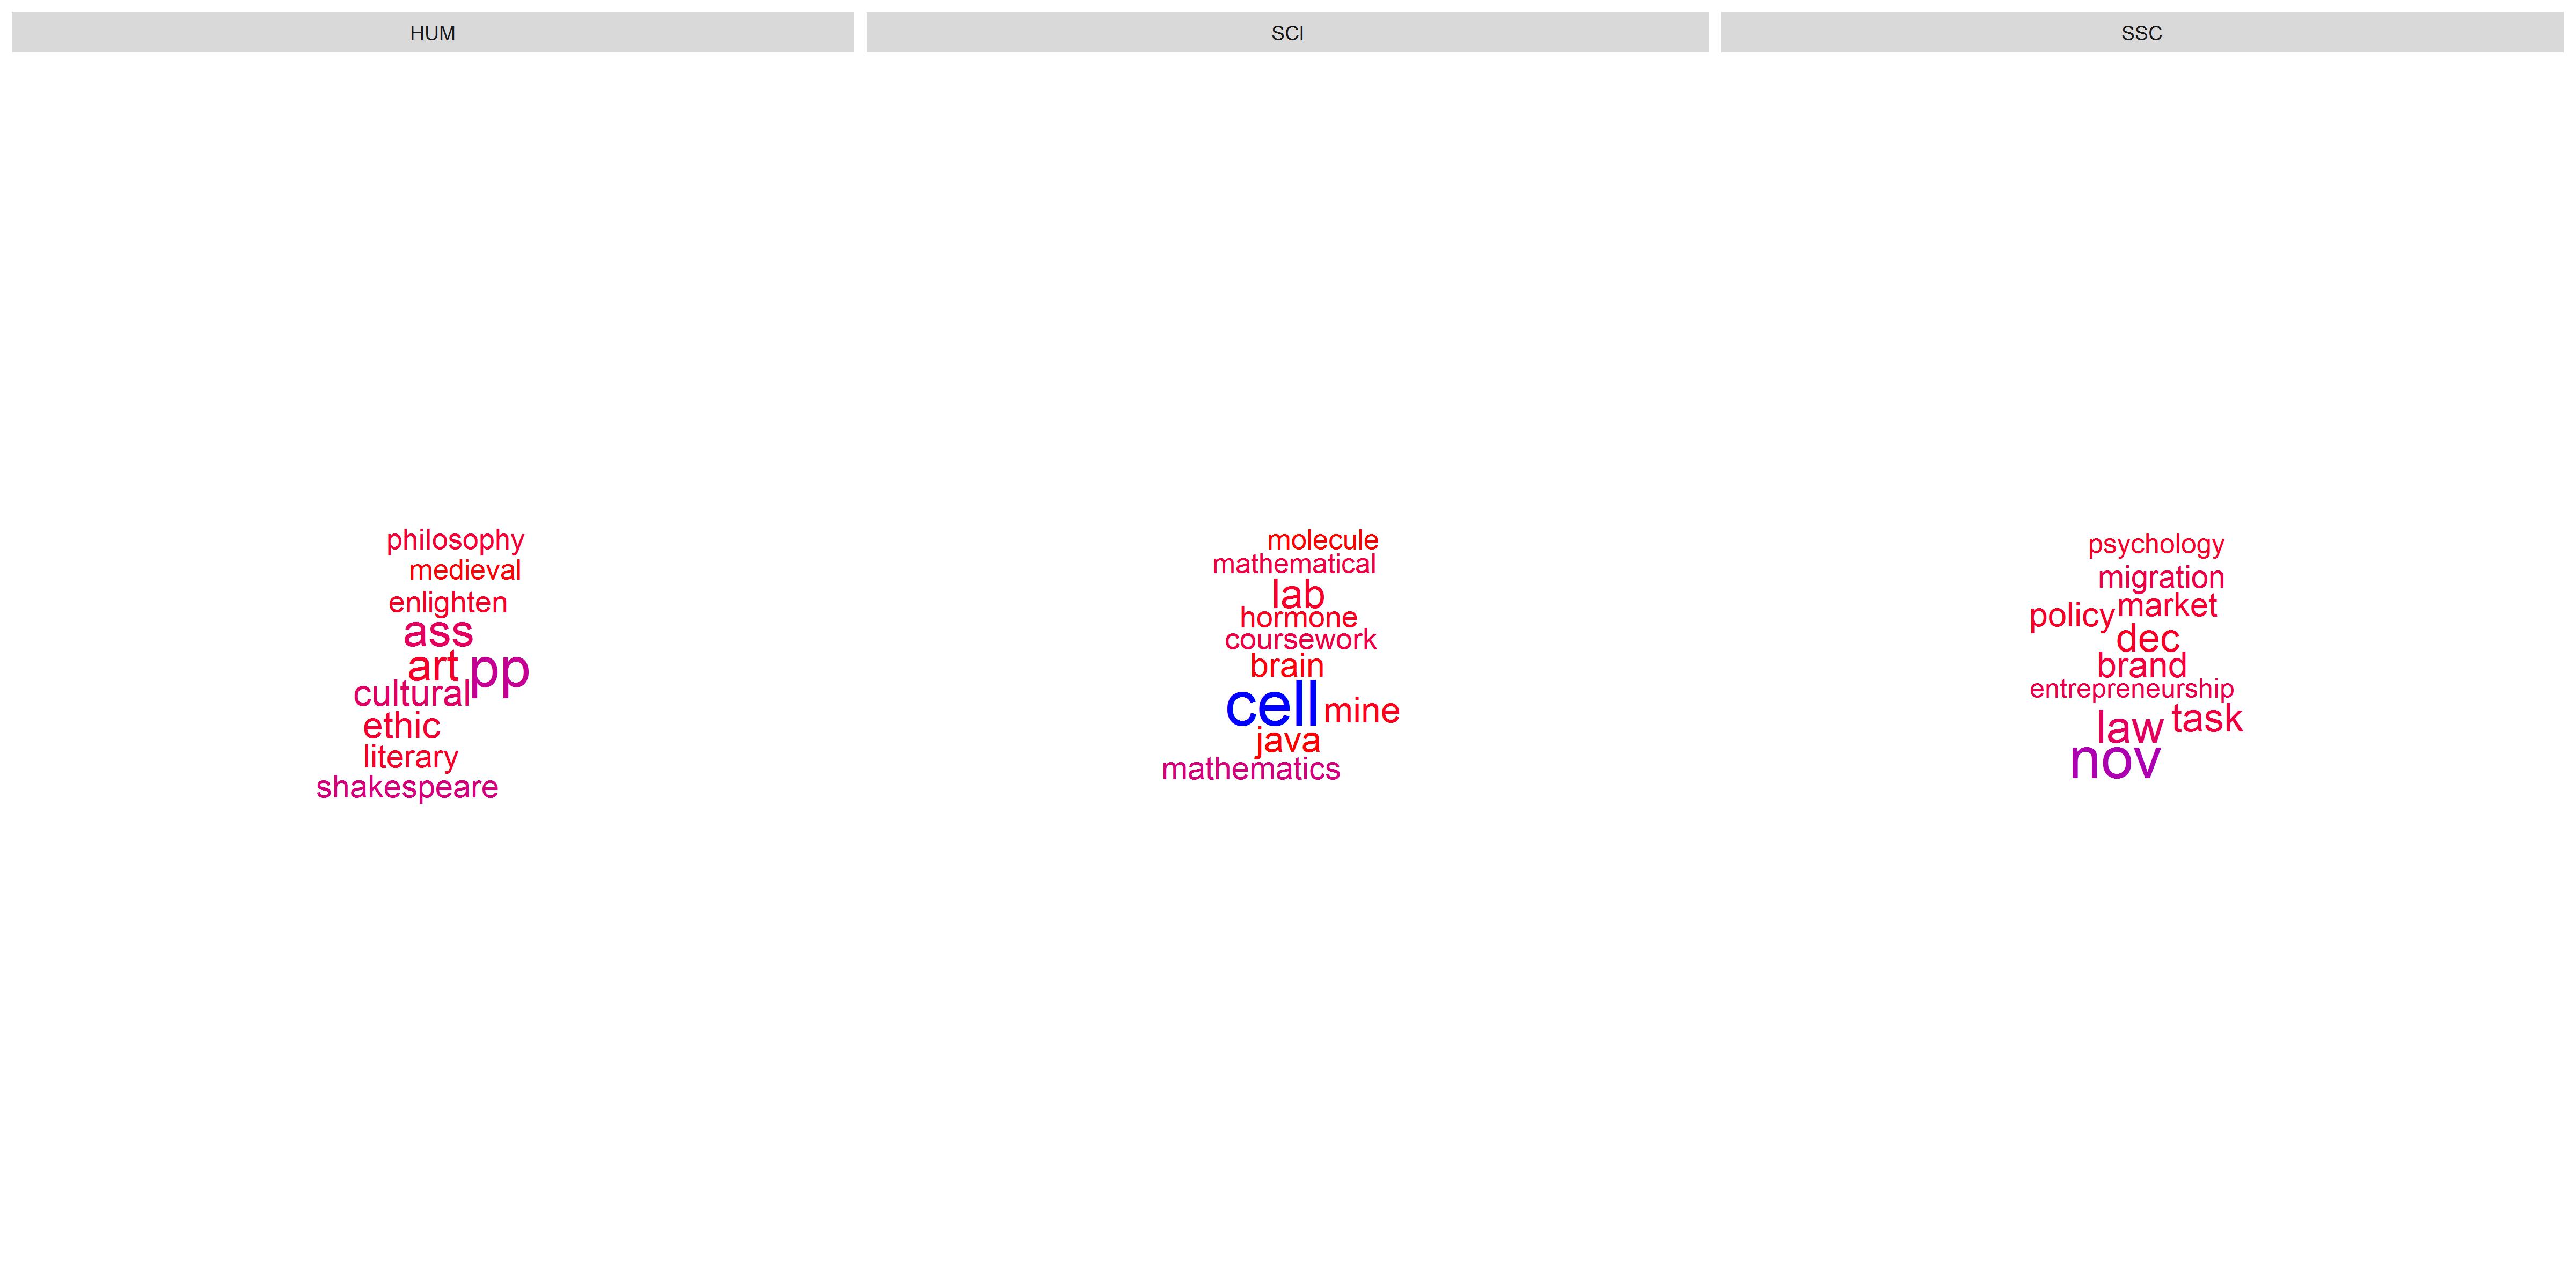 HUM
philosophy
medieval
enlighten
ass
art pp
cultural
ethic
literary
shakespeare
SCI
molecule
mathematical
lab
hormone
coursework
brain
cell mine
java
mathematics
SSC
psychology
migration
policy market
dec
brand
entrepreneurship
law task
nov